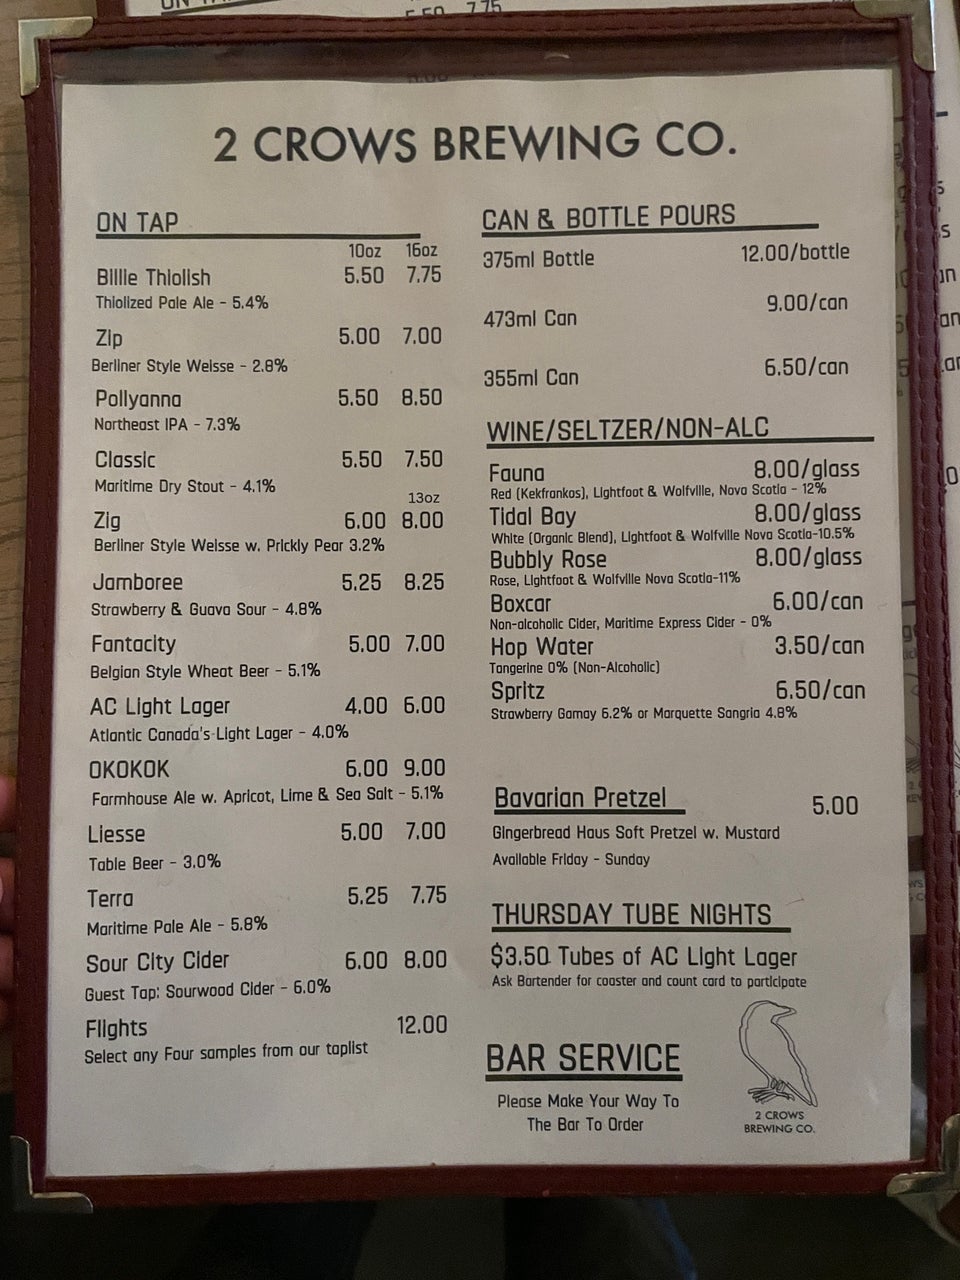 5.50 7.75
2 CROWS BREWING CO.
ON TAP
10oz 16oz
Billie Thiolish 5.50 7.75
Thiolized Pale Ale - 5.4%
Zip 5.00 7.00
Berliner Style Weisse - 2.8%
Pollyanna 5.50 8.50
Northeast IPA - 7.3%
Classic 5.50 7.50
Maritime Dry Stout - 4.1%
13oz
Zig 6.00 8.00
Berliner Style Weisse w. Prickly Pear 3.2%
Jamboree 5.25 8.25
Strawberry & Guava Sour - 4.8%
Fantacity 5.00 7.00
Belgian Style Wheat Beer - 5.1%
AC Light Lager 4.00 6.00
Atlantic Canada's Light Lager - 4.0%
OKOKOK 6.00 9.00
Farmhouse Ale w. Apricot, Lime & Sea Salt - 5.1%
Liesse 5.00 7.00
Table Beer - 3.0%
Terra 5.25 7.75
Maritime Pale Ale - 5.8%
Sour City Cider 6.00 8.00
Guest Tap: Sourwood Cider - 6.0%
Flights 12.00
Select any Four samples from our taplist
CAN & BOTTLE POURS
375ml Bottle 12.00/bottle
473ml Can 9.00/can
355ml Can 6.50/can
WINE/SELTZER/NON-ALC
Fauna 8.00/glass
Red (Kekfrankos), Lightfoot & Wolfville, Nova Scotia - 12%
Tidal Bay 8.00/glass
White (Organic Blend), Lightfoot & Wolfville Nova Scotia-10.5%
Bubbly Rose 8.00/glass
Rose, Lightfoot & Wolfville Nova Scotia-11%
Boxcar 6.00/can
Non-alcoholic Cider, Maritime Express Cider - 0%
Hop Water 3.50/can
Tangerine 0% (Non-Alcoholic)
Spritz 6.50/can
Strawberry Gamay 6.2% or Marquette Sangria 4.8%
Bavarian Pretzel 5.00
Gingerbread Haus Soft Pretzel w. Mustard
Available Friday - Sunday
THURSDAY TUBE NIGHTS
$3.50 Tubes of AC Light Lager
Ask Bartender for coaster and count card to participate
BAR SERVICE
Please Make Your Way To
The Bar To Order
2 CROWS
BREWING CO.